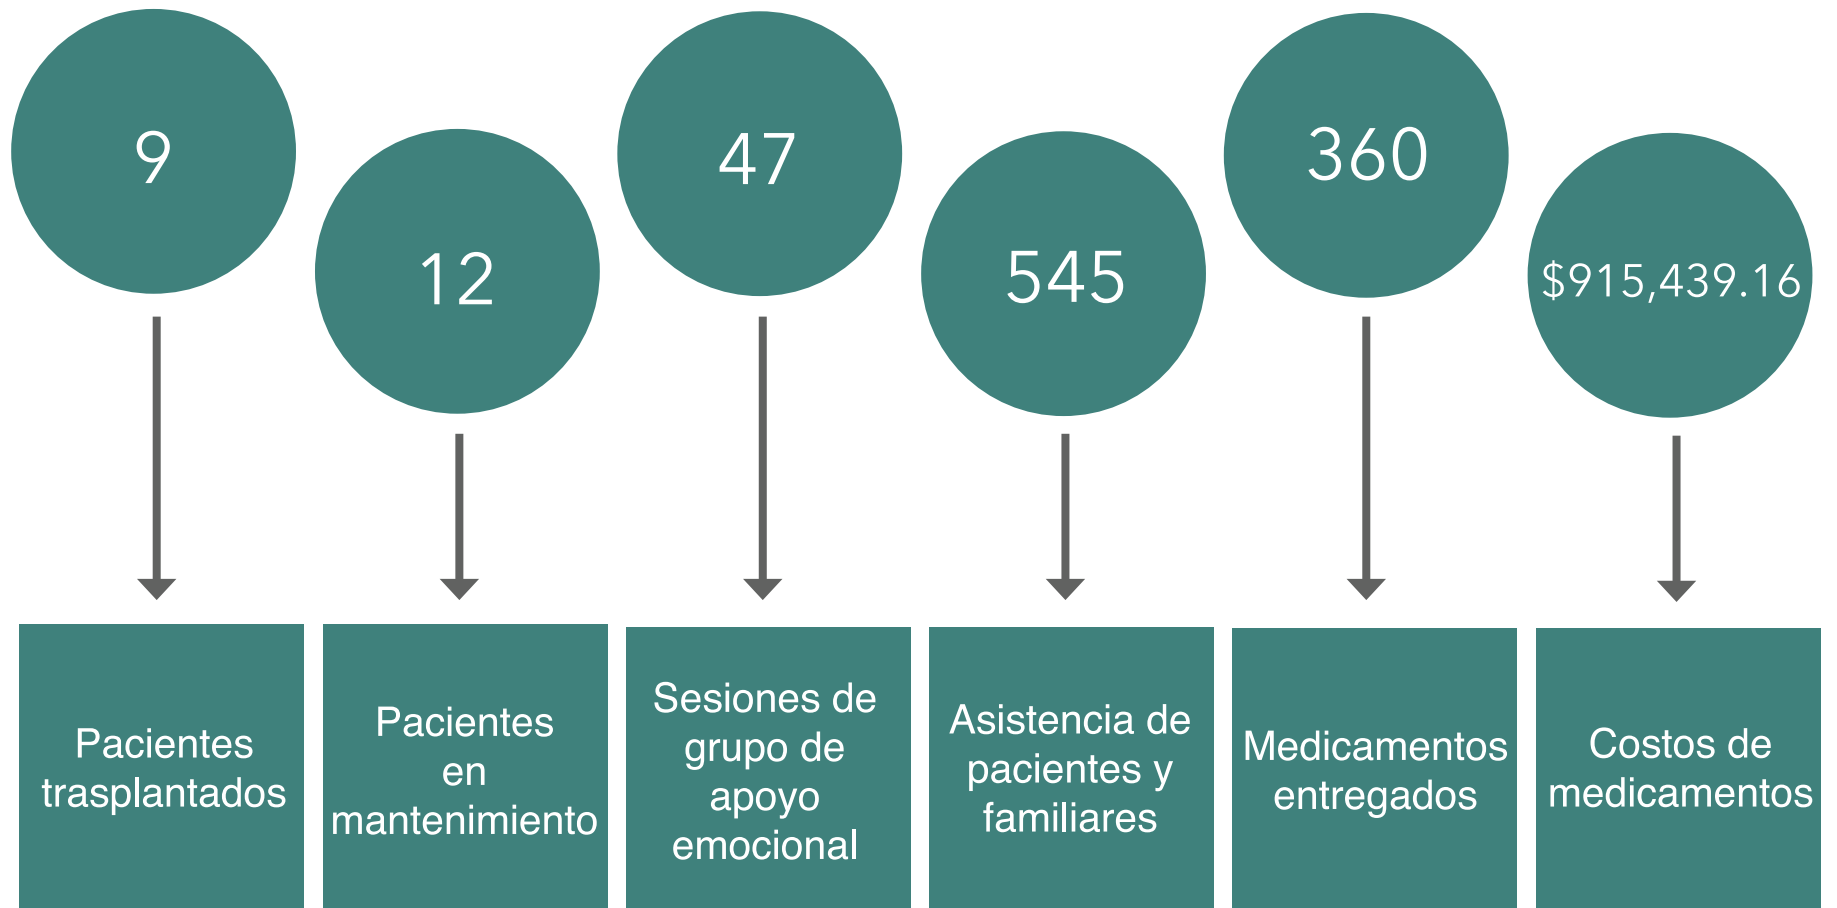 9
12
47
545
360
$915,439.16
Pacientes
trasplantados
Pacientes
en
mantenimiento
Sesiones de
grupo de
apoyo
emocional
Asistencia de
pacientes y
familiares
Medicamentos
entregados
Costos de
medicamentos